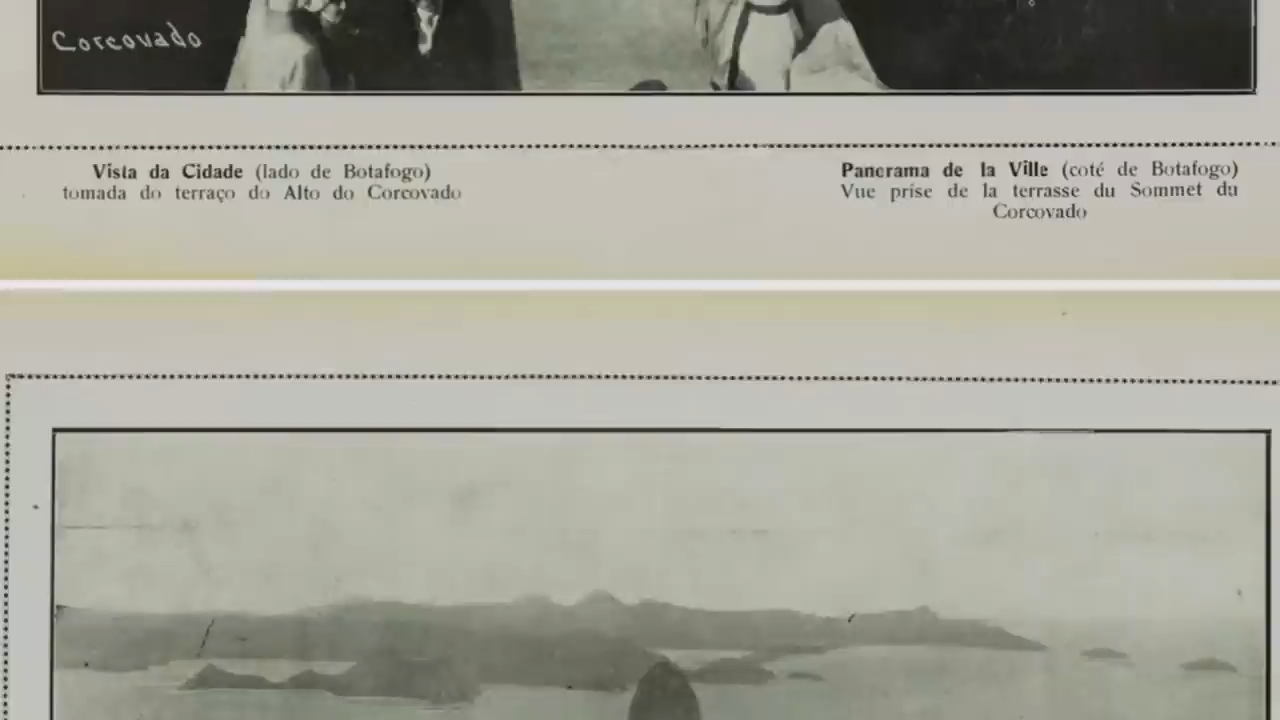 Corcovado
Vista da Cidade (lado de Botafogo)
tomada do terraço do Alto do Corcovado
Panorama de la Ville (coté de Botafogo)
Vue prise de la terrasse du Sommet du
Corcovado